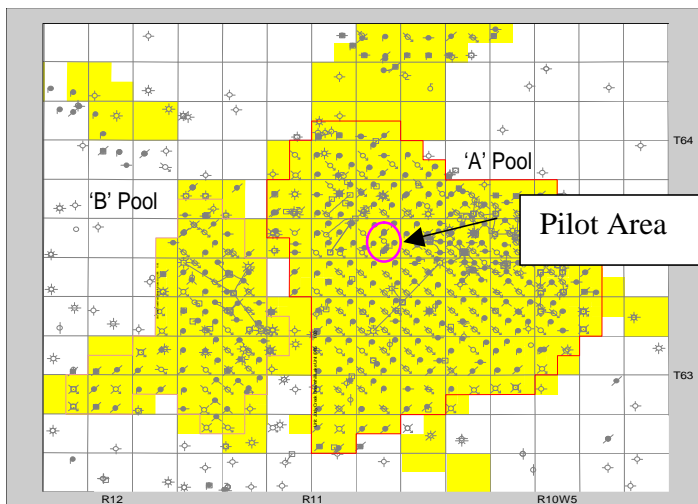 T64
'A' Pool
'B' Pool
Pilot Area
T63
R12
R11
R10W5